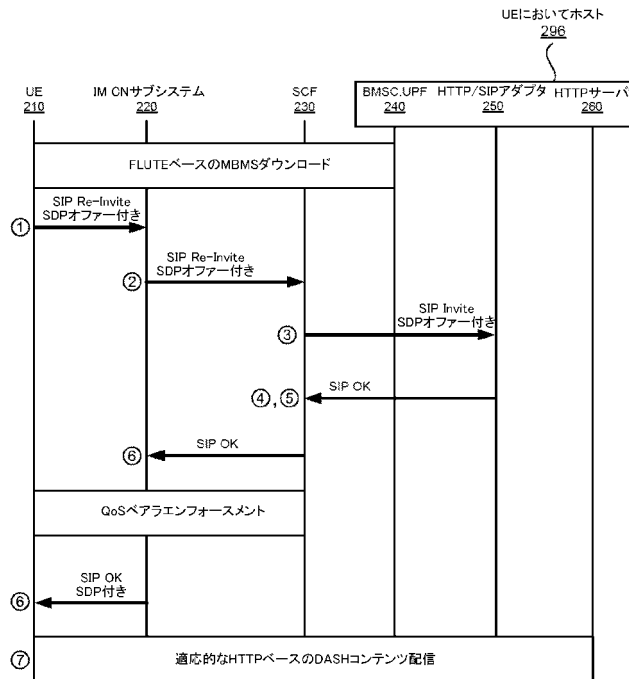 UEにおいてホスト
296
UE
210
IM CNサブシステム
220
SCF
230
BMSC.UPF
240
HTTP/SIPアダプタ
250
HTTPサーバ
260
FLUTEベースのMBMSダウンロード
① SIP Re-Invite
SDPオファー付き
② SIP Re-Invite
SDPオファー付き
③ SIP Invite
SDPオファー付き
④, ⑤ SIP OK
⑥ SIP OK
QoSベアラエンフォースメント
⑥ SIP OK
SDP付き
⑦ 適応的なHTTPベースのDASHコンテンツ配信